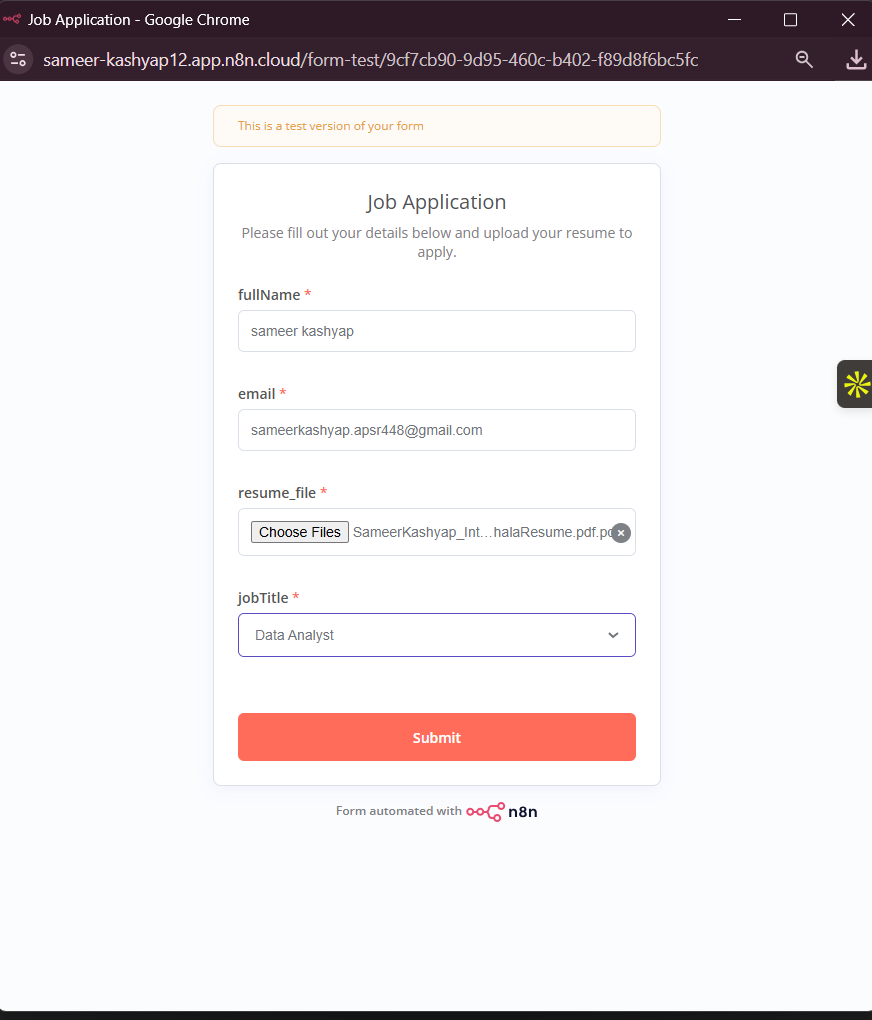 Job Application - Google Chrome
sameer-kashyap12.app.n8n.cloud/form-test/9cf7cb90-9d95-460c-b402-f89d8f6bc5fc
This is a test version of your form
Job Application
Please fill out your details below and upload your resume to
apply.
fullName *
sameer kashyap
email *
sameerkashyap.apsr448@gmail.com
resume_file *
Choose Files SameerKashyap_Int...halaResume.pdf.pd
jobTitle *
Data Analyst
Submit
Form automated with n8n